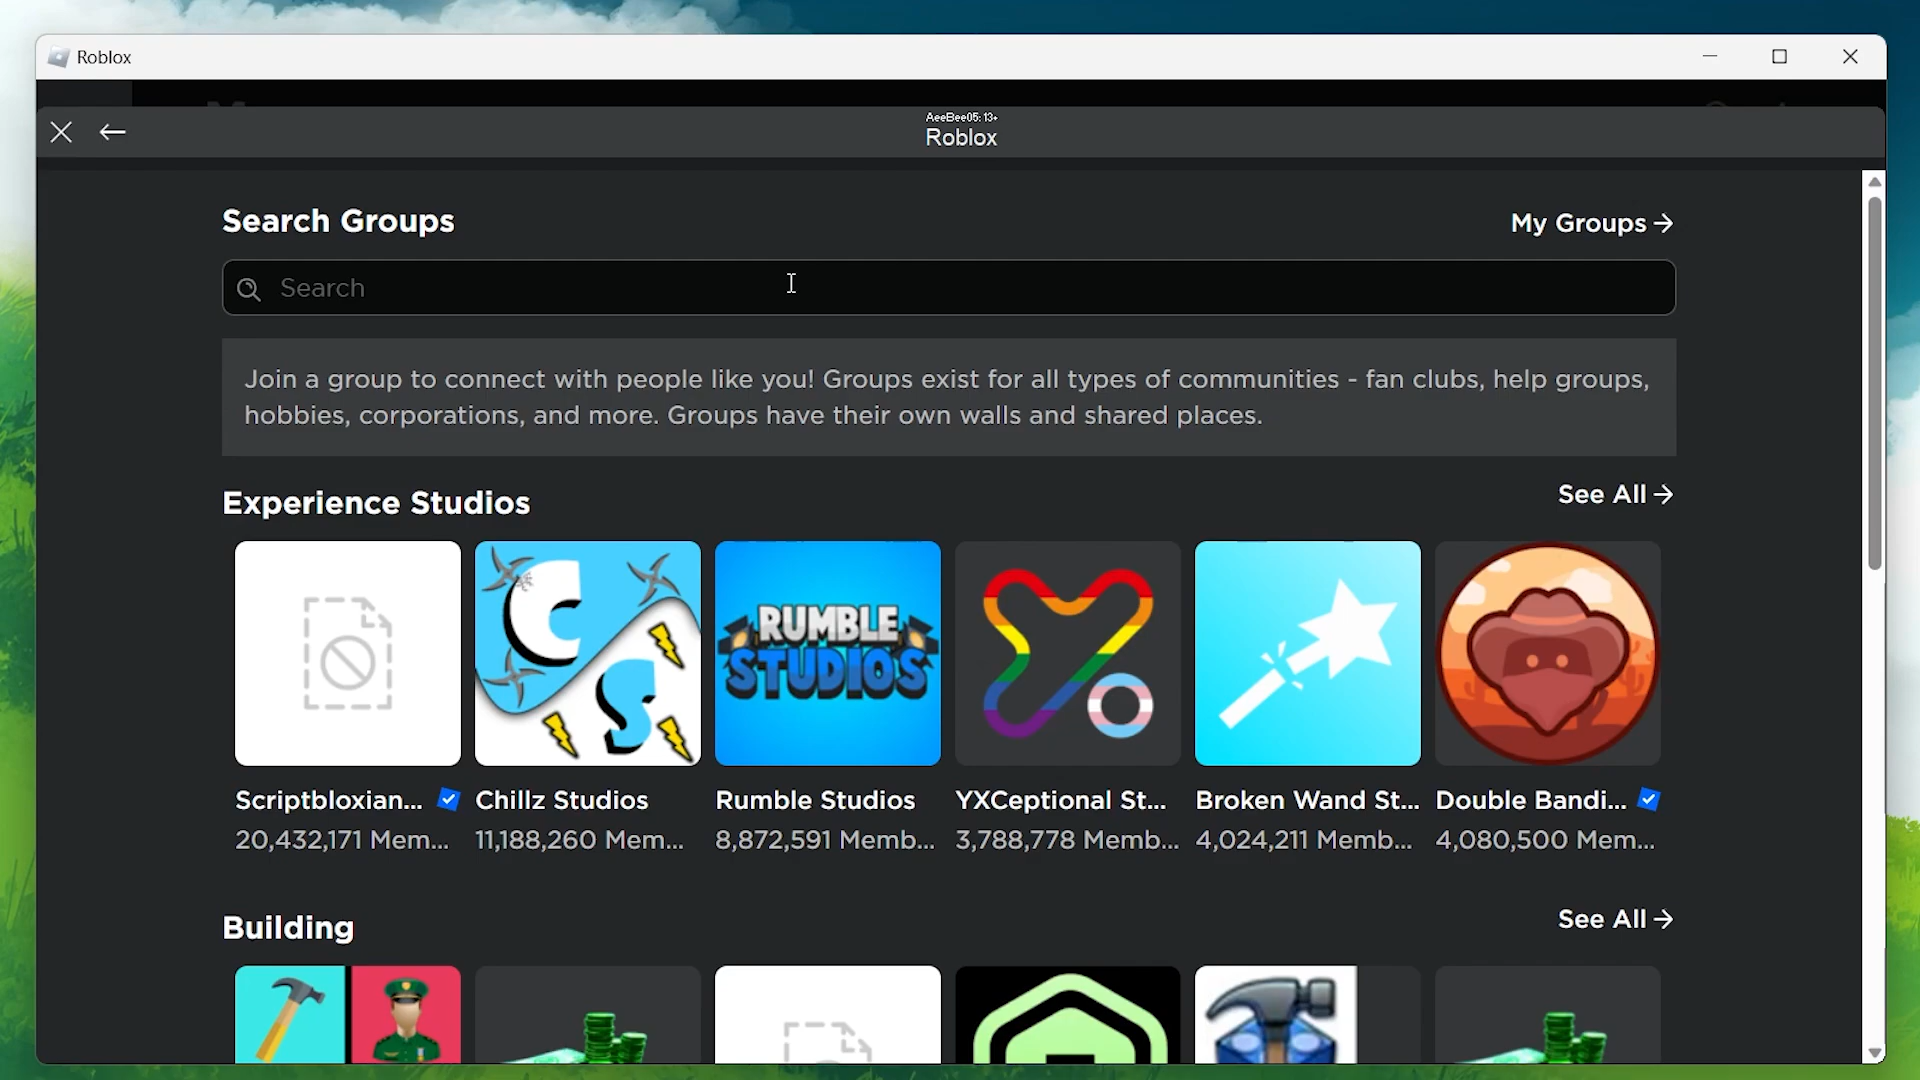 Roblox
AeeBee05: 13+
Roblox
Search Groups
My Groups
Search
Join a group to connect with people like you! Groups exist for all types of communities - fan clubs, help groups,
hobbies, corporations, and more. Groups have their own walls and shared places.
Experience Studios
See All
C
S
RUMBLE
STUDIOS
Scriptbloxian...
Chillz Studios
Rumble Studios
YXCeptional St...
Broken Wand St...
Double Bandi...
20,432,171 Mem...
11,188,260 Mem...
8,872,591 Memb...
3,788,778 Memb...
4,024,211 Memb...
4,080,500 Mem...
Building
See All